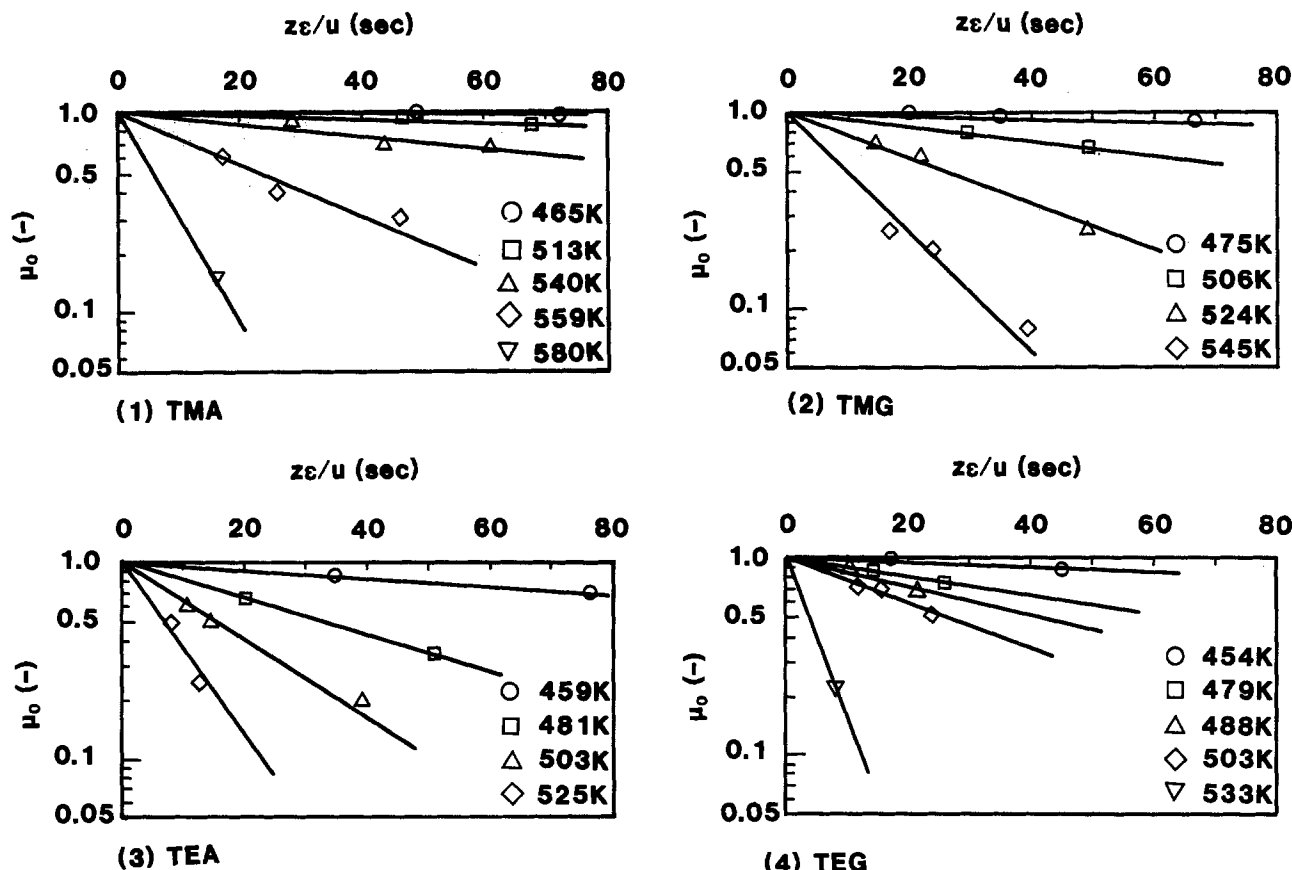 zε/u (sec)
0 20 40 60 80
1.0
0.5
0.1
0.05
μ₀ (-)
465K
513K
540K
559K
580K
(1) TMA
zε/u (sec)
0 20 40 60 80
1.0
0.5
0.1
0.05
μ₀ (-)
475K
506K
524K
545K
(2) TMG
zε/u (sec)
0 20 40 60 80
1.0
0.5
0.1
0.05
μ₀ (-)
459K
481K
503K
525K
(3) TEA
zε/u (sec)
0 20 40 60 80
1.0
0.5
0.1
0.05
μ₀ (-)
454K
479K
488K
503K
533K
(4) TEG